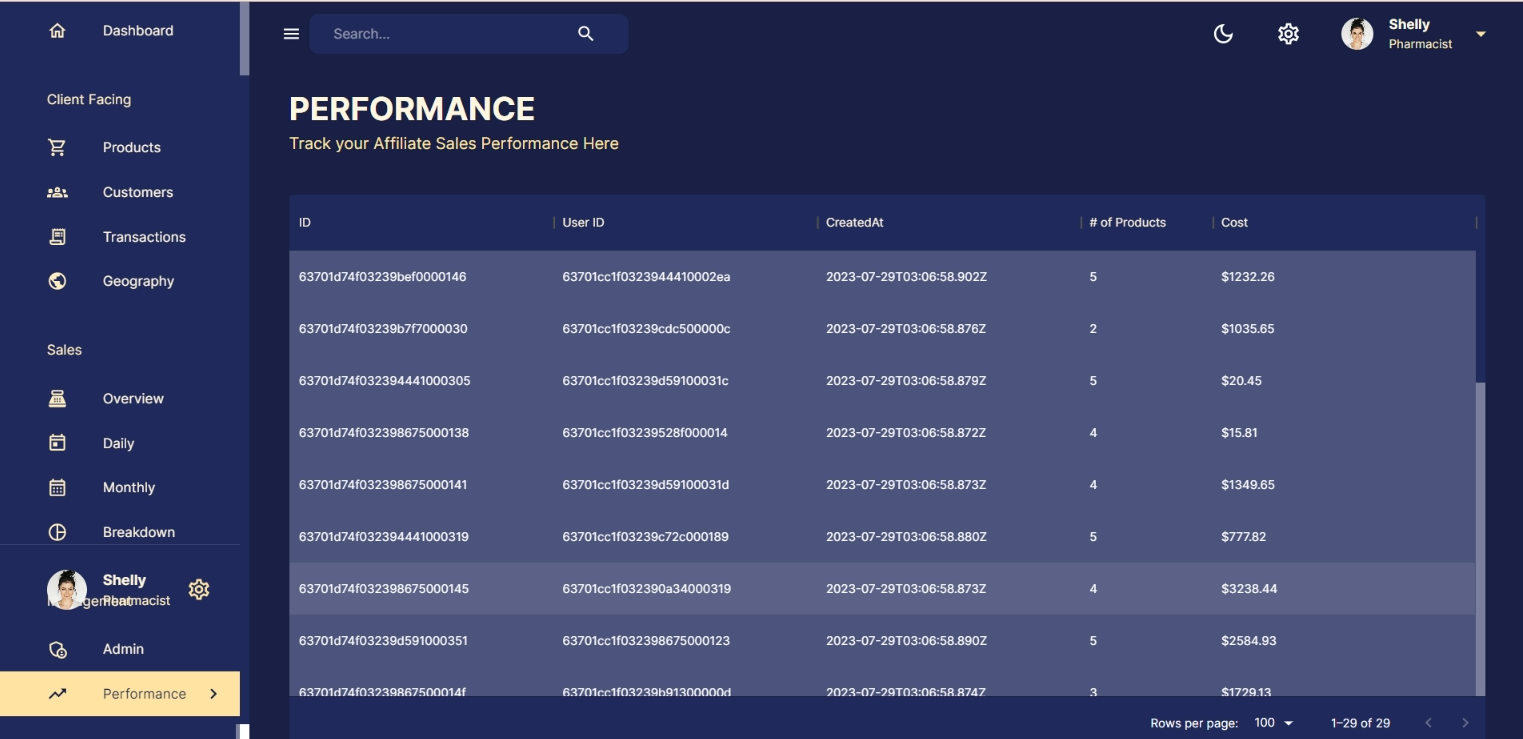 Dashboard
Client Facing
Products
Customers
Transactions
Geography
Sales
Overview
Daily
Monthly
Breakdown
Shelly
Pharmacist
Management
Admin
Performance
Search...
Shelly
Pharmacist
PERFORMANCE
Track your Affiliate Sales Performance Here
ID User ID CreatedAt # of Products Cost
63701d74f03239bef0000146 63701cc1f0323944410002ea 2023-07-29T03:06:58.902Z 5 $1232.26
63701d74f03239b7f7000030 63701cc1f03239cdc500000c 2023-07-29T03:06:58.876Z 2 $1035.65
63701d74f032394441000305 63701cc1f03239d59100031c 2023-07-29T03:06:58.879Z 5 $20.45
63701d74f032398675000138 63701cc1f03239528f000014 2023-07-29T03:06:58.872Z 4 $15.81
63701d74f032398675000141 63701cc1f03239d59100031d 2023-07-29T03:06:58.873Z 4 $1349.65
63701d74f032394441000319 63701cc1f03239c72c000189 2023-07-29T03:06:58.880Z 5 $777.82
63701d74f032398675000145 63701cc1f032390a34000319 2023-07-29T03:06:58.873Z 4 $3238.44
63701d74f03239d591000351 63701cc1f032398675000123 2023-07-29T03:06:58.890Z 5 $2584.93
63701d74f03239867500014f 63701cc1f03239b91300000d 2023-07-29T03:06:58.874Z 3 $1729.13
Rows per page: 100 1–29 of 29